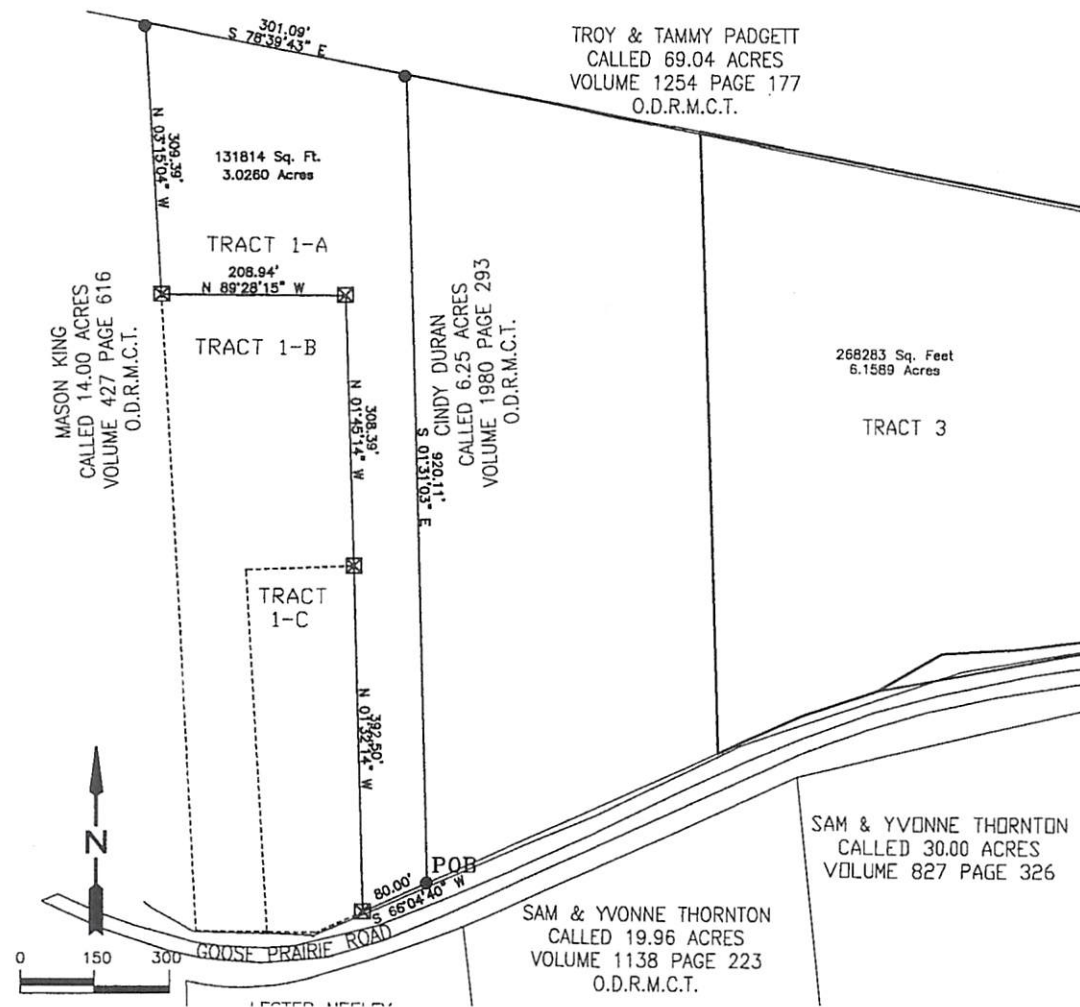 301.09'
S 78°39'43" E
TROY & TAMMY PADGETT
CALLED 69.04 ACRES
VOLUME 1254 PAGE 177
O.D.R.M.C.T.
309.39'
N 03°15'04" W
131814 Sq. Ft.
3.0260 Acres
TRACT 1-A
208.94'
N 89°28'15" W
TRACT 1-B
MASON KING
CALLED 14.00 ACRES
VOLUME 427 PAGE 616
O.D.R.M.C.T.
308.39'
N 01°45'14" W
CINDY DURAN
CALLED 6.25 ACRES
VOLUME 1980 PAGE 293
O.D.R.M.C.T.
920.11'
S 01°31'03" E
268283 Sq. Feet
6.1589 Acres
TRACT 3
TRACT
1-C
392.50'
N 01°32'14" W
N
POB
80.00'
S 66°04'40" W
SAM & YVONNE THORNTON
CALLED 30.00 ACRES
VOLUME 827 PAGE 326
SAM & YVONNE THORNTON
CALLED 19.96 ACRES
VOLUME 1138 PAGE 223
O.D.R.M.C.T.
GOOSE PRAIRIE ROAD
0 150 300